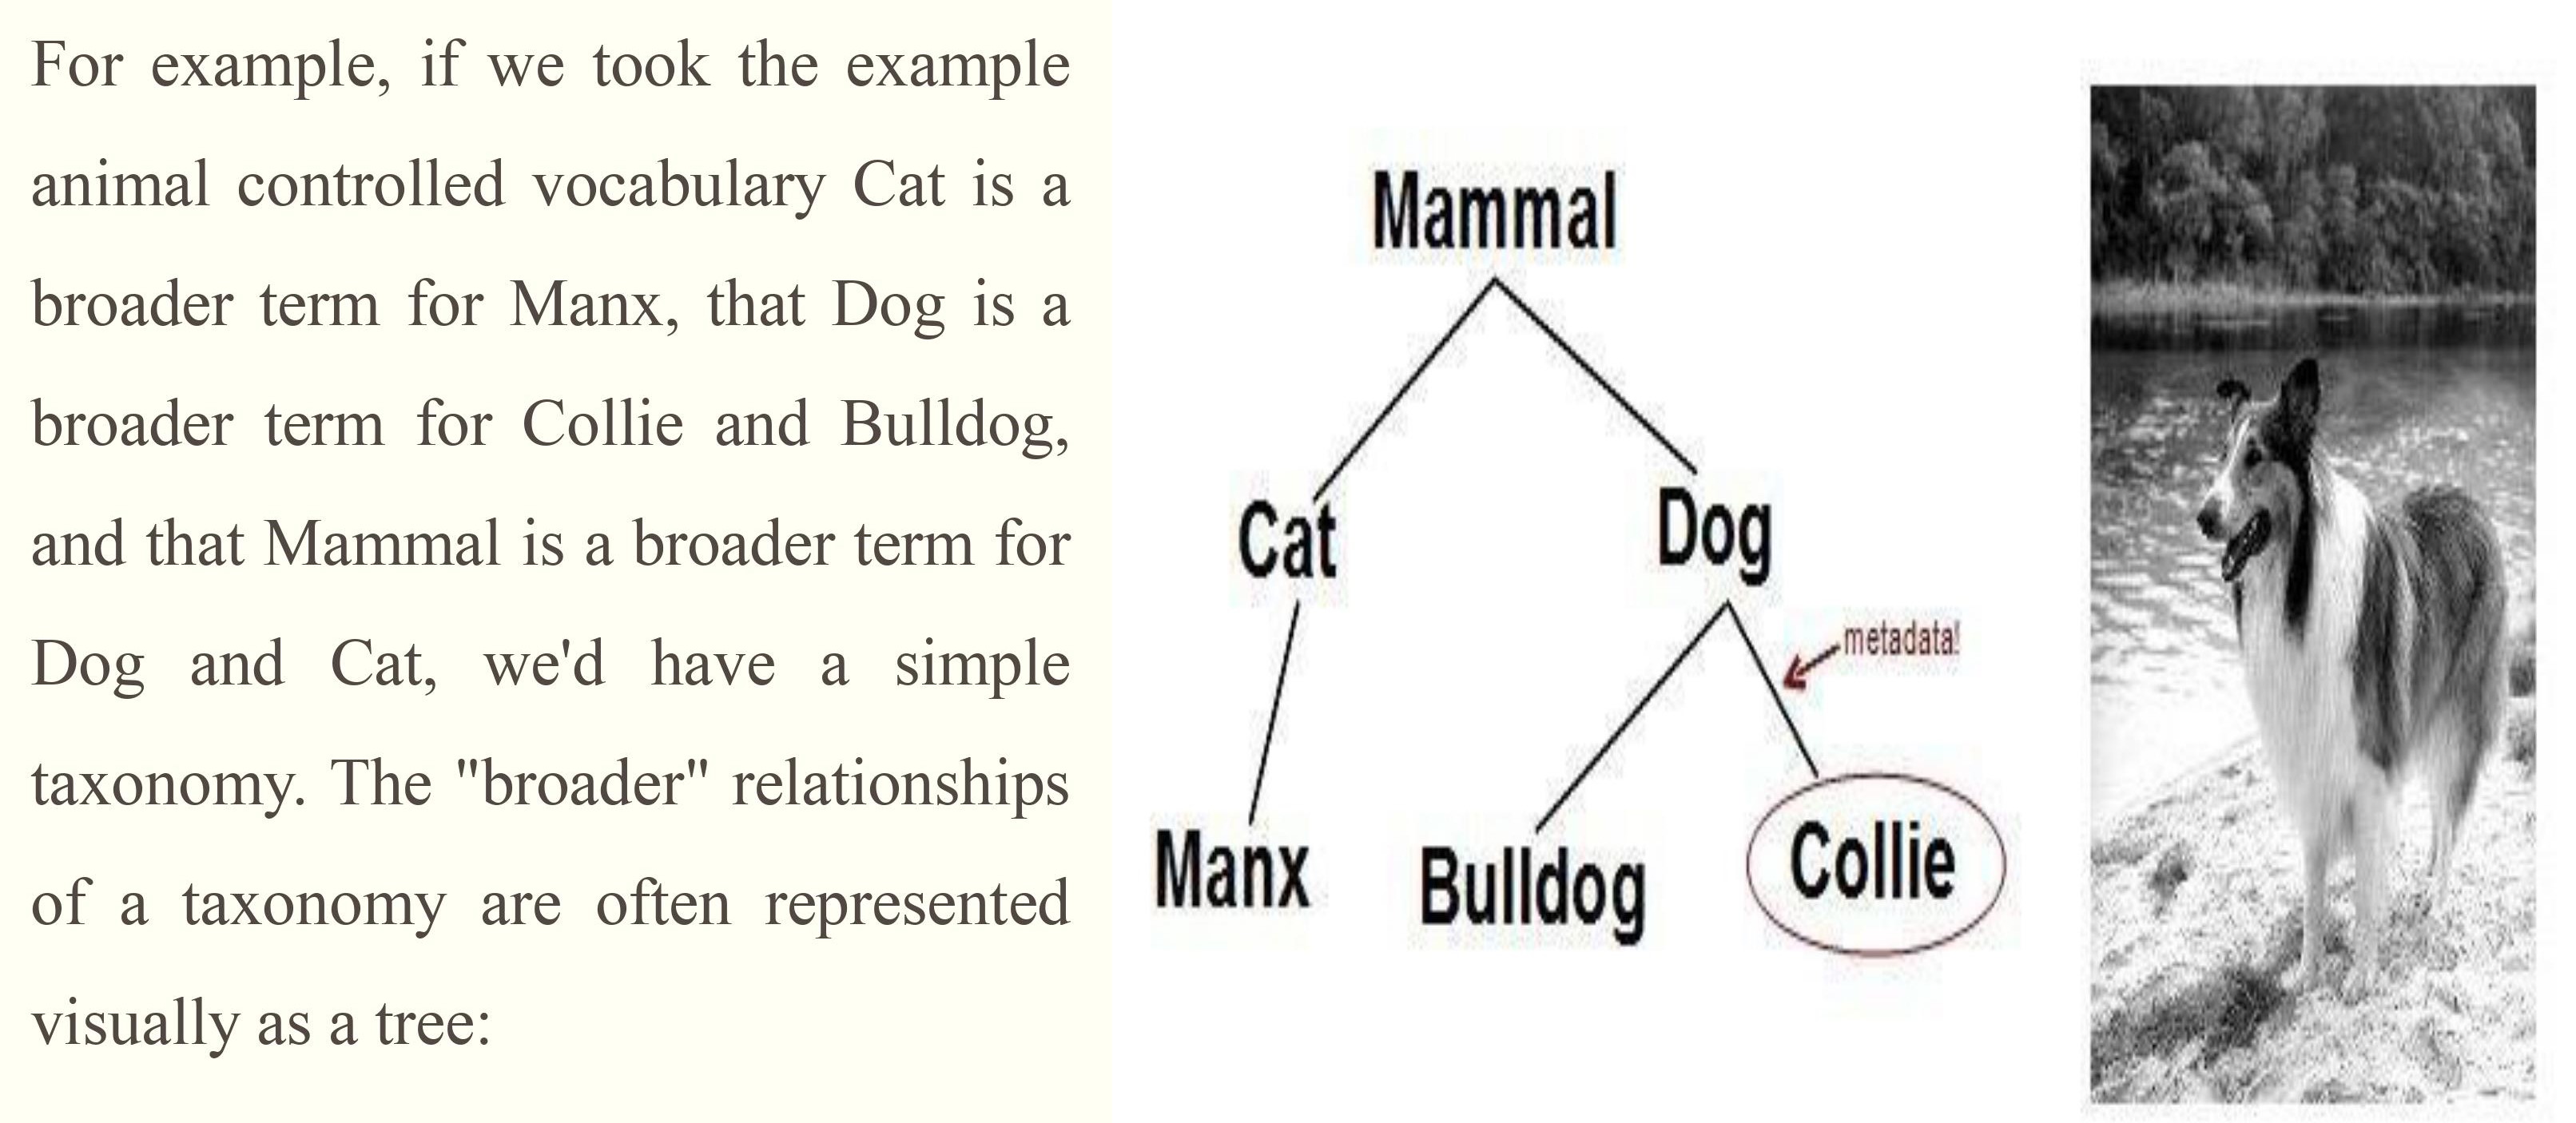 For example, if we took the example
animal controlled vocabulary Cat is a
broader term for Manx, that Dog is a
broader term for Collie and Bulldog,
and that Mammal is a broader term for
Dog and Cat, we'd have a simple
taxonomy. The "broader" relationships
of a taxonomy are often represented
visually as a tree:
Mammal
Cat
Dog
metadata!
Manx
Bulldog
Collie